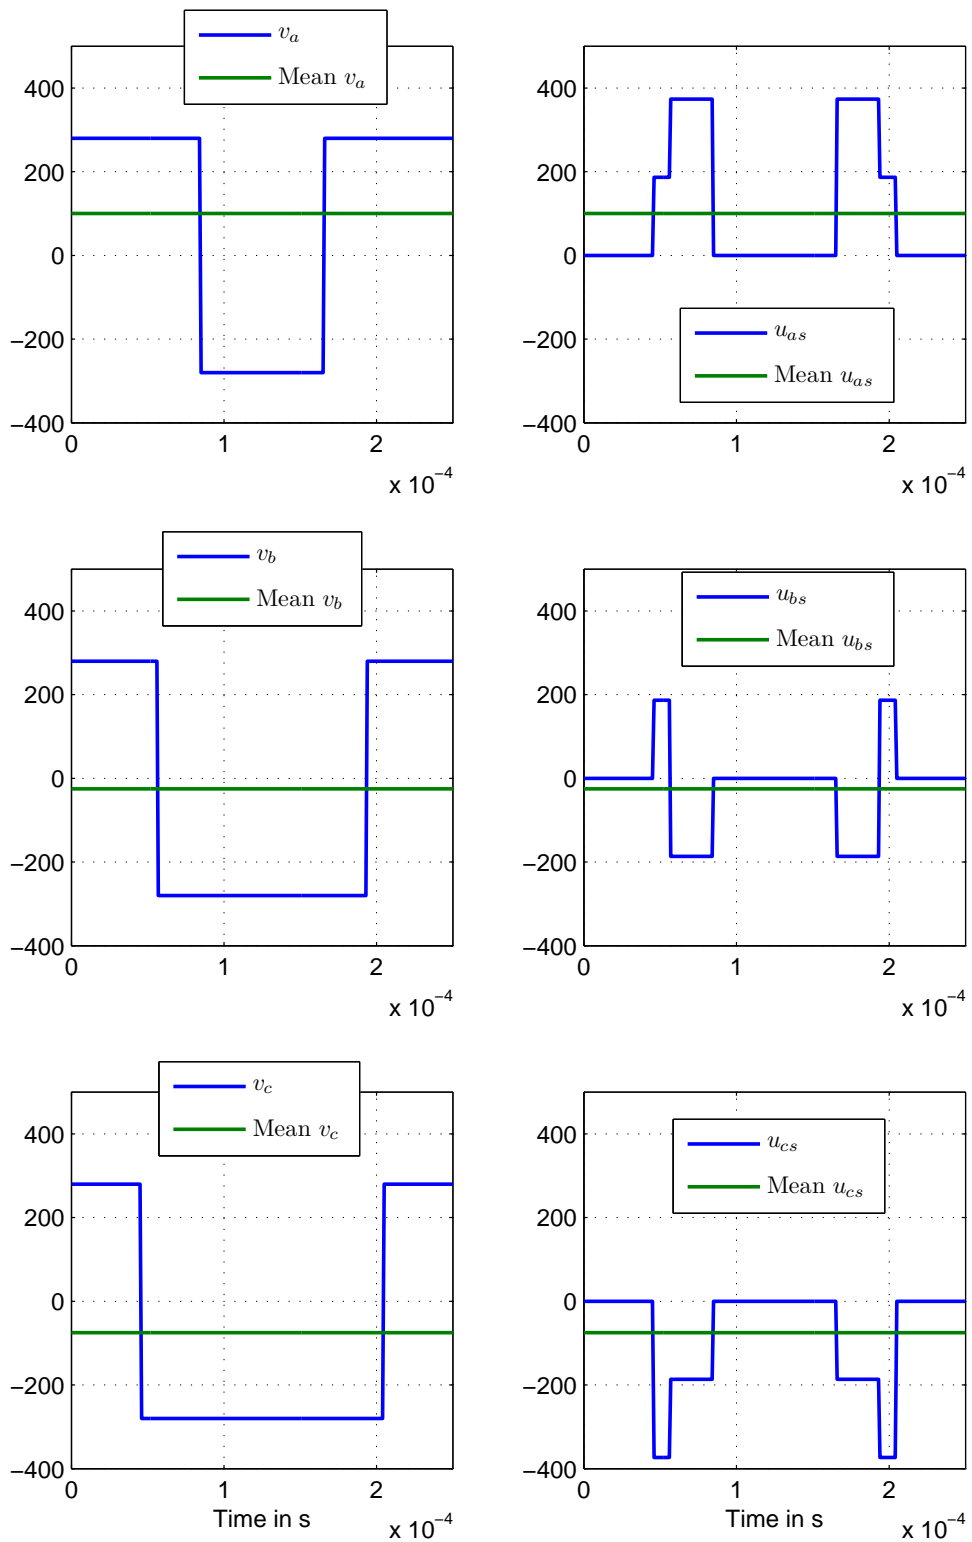 v_a
Mean v_a
400
200
0
−200
−400
0 1 2
x 10^−4
400
200
0
−200
−400
u_as
Mean u_as
0 1 2
x 10^−4
v_b
Mean v_b
400
200
0
−200
−400
0 1 2
x 10^−4
u_bs
Mean u_bs
400
200
0
−200
−400
0 1 2
x 10^−4
v_c
Mean v_c
400
200
0
−200
−400
0 1 2
Time in s
x 10^−4
u_cs
Mean u_cs
400
200
0
−200
−400
0 1 2
Time in s
x 10^−4